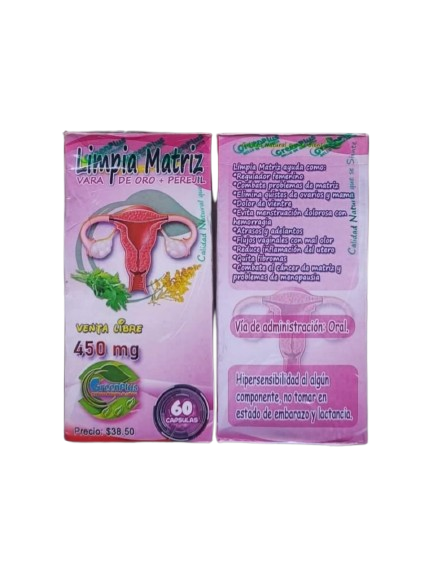 Limpia Matriz
VARA DE ORO + PEREJIL
Calidad Natural que
VENTA LIBRE
450 mg
60
CAPSULAS
Precio: $38.50
Limpia Matriz ayuda como:
•Regulador femenina
•Combate problemas de matriz
•Elimina quistes de ovarios y mama
•Dolor de Vientre
•Evita menstruación dolorosa con
hemorragia
•Atrasos y adelantos
•Flujos vaginales con mal olor
•Reduce inflamación del utero
•Quita fibromas
•Combate el cáncer de matriz y
problemas de manopausia
Calidad Natural que se Siente
Vía de administración: Oral.
Hipersensibilidad al algún
componente, no tomar en
estado de embarazo y lactancia.